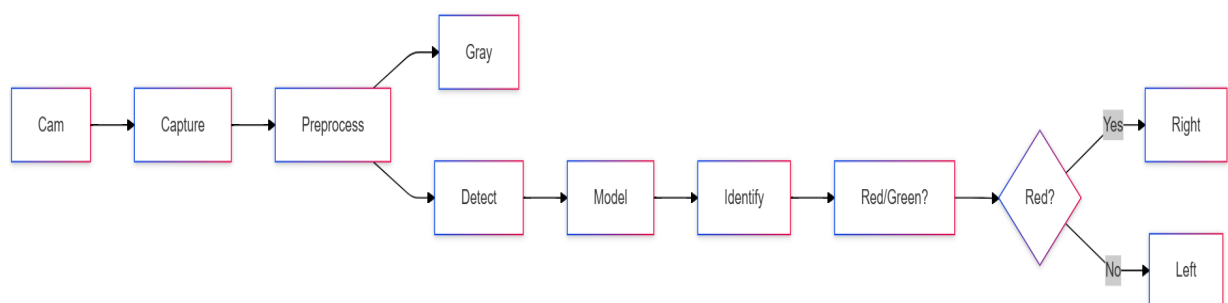 Gray
Cam
Capture
Preprocess
Yes
Right
Detect
Model
Identify
Red/Green?
Red?
No
Left